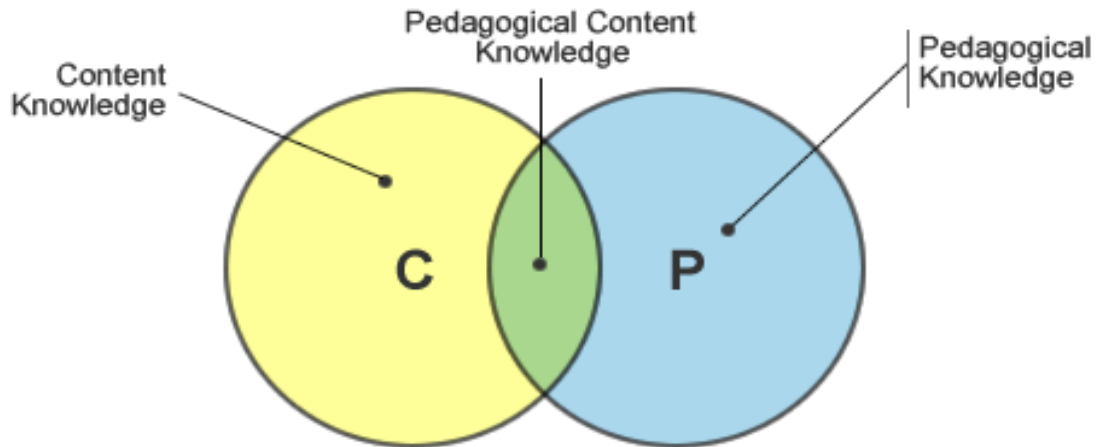 Pedagogical Content
Knowledge
Content
Knowledge
Pedagogical
Knowledge
C
P